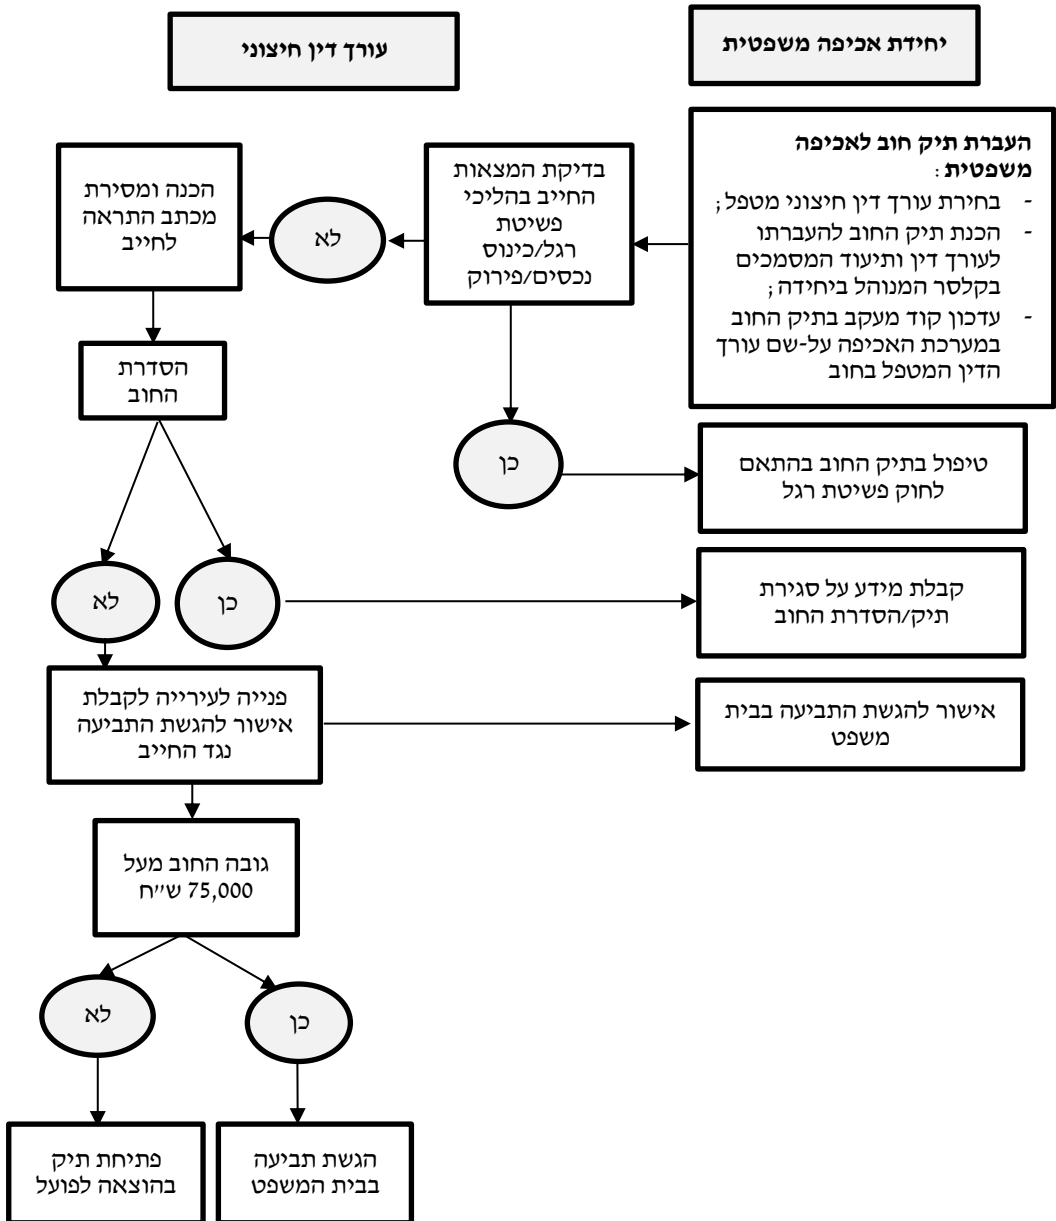 יחידת אכיפה משפטית
עורך דין חיצוני
העברת תיק חוב לאכיפה
משפטית:
- בחירת עורך דין חיצוני מטפל;
- הכנת תיק החוב להעברתו
לעורך דין ותיעוד המסמכים
בקלסר המנוהל ביחידה;
- עדכון קוד מעקב בתיק החוב
במערכת האכיפה על-שם עורך
הדין המטפל בחוב
בדיקת המצאות
החייב בהליכי
פשיטת
רגל/כינוס
נכסים/פירוק
לא
הכנה ומסירת
מכתב התראה
לחייב
הסדרת
החוב
כן
טיפול בתיק החוב בהתאם
לחוק פשיטת רגל
כן
לא
קבלת מידע על סגירת
תיק/הסדרת החוב
פנייה לעירייה לקבלת
אישור להגשת התביעה
נגד החייב
אישור להגשת התביעה בבית
משפט
גובה החוב מעל
75,000 ש״ח
כן
לא
הגשת תביעה
בבית המשפט
פתיחת תיק
בהוצאה לפועל